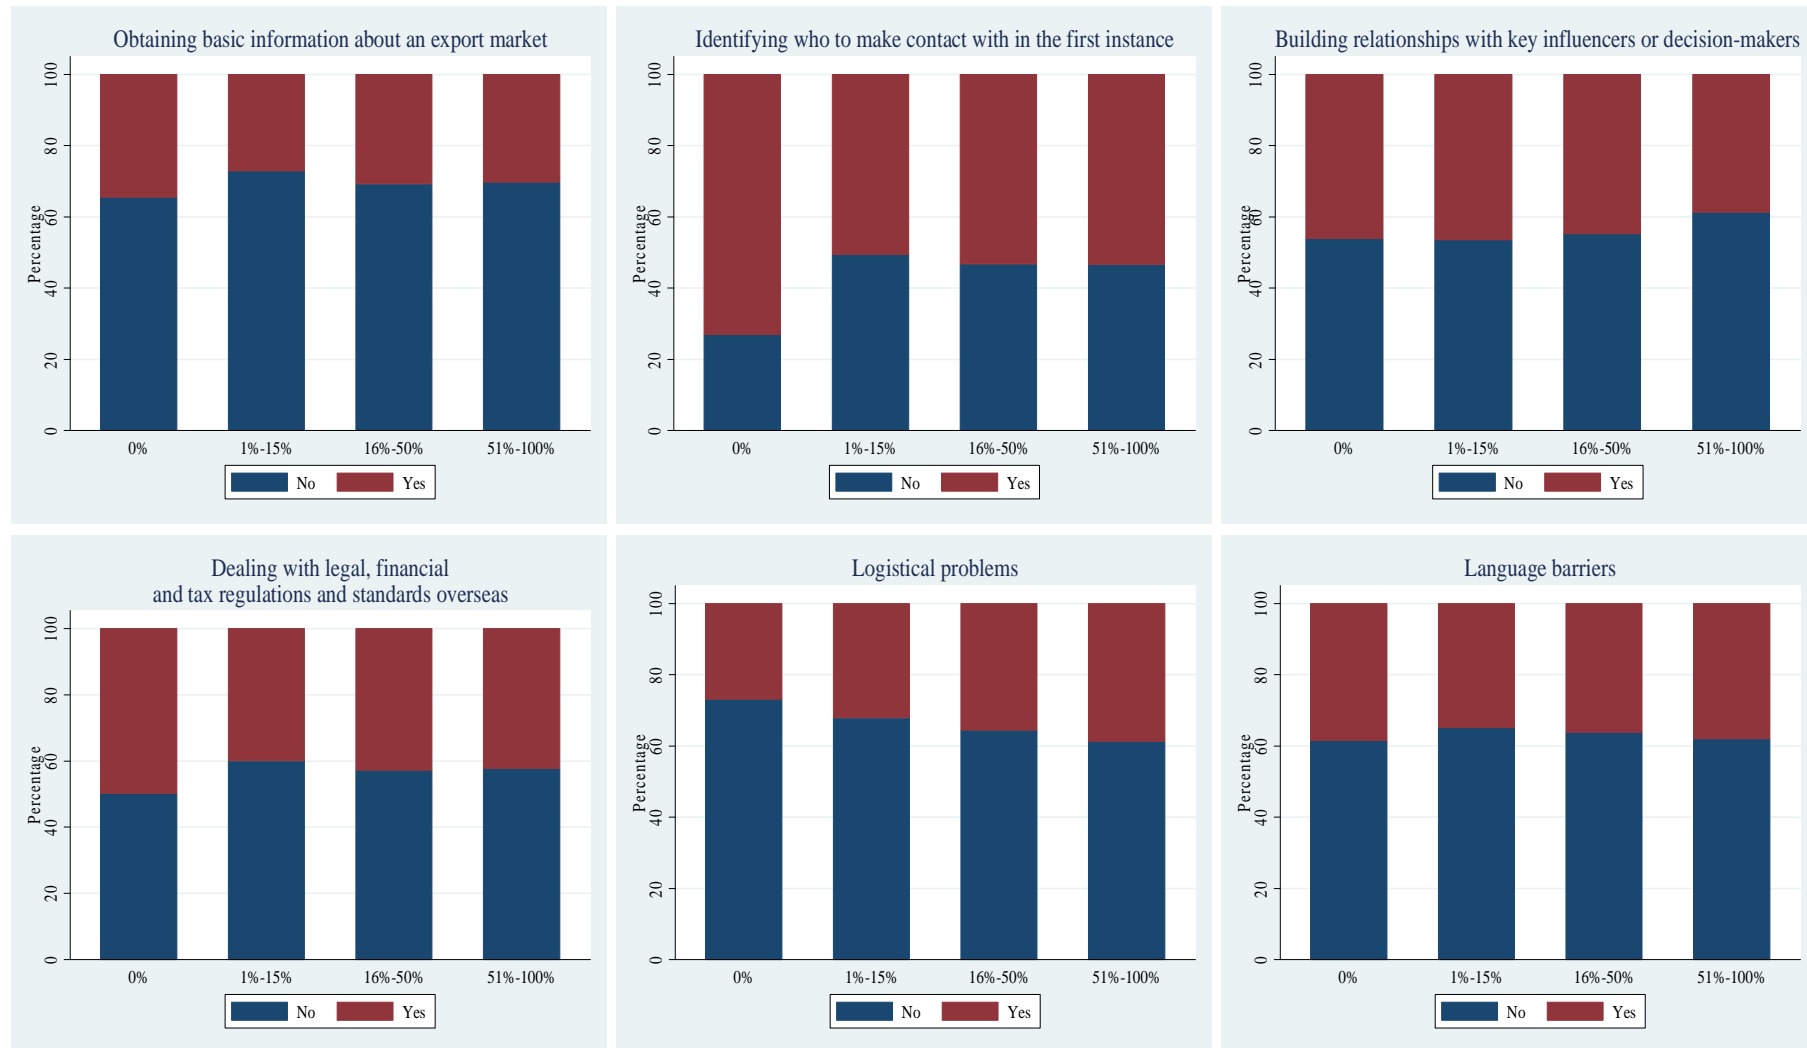 Obtaining basic information about an export market
Percentage
0 20 40 60 80 100
0% 1%-15% 16%-50% 51%-100%
No Yes
Identifying who to make contact with in the first instance
Percentage
0 20 40 60 80 100
0% 1%-15% 16%-50% 51%-100%
No Yes
Building relationships with key influencers or decision-makers
Percentage
0 20 40 60 80 100
0% 1%-15% 16%-50% 51%-100%
No Yes
Dealing with legal, financial
and tax regulations and standards overseas
Percentage
0 20 40 60 80 100
0% 1%-15% 16%-50% 51%-100%
No Yes
Logistical problems
Percentage
0 20 40 60 80 100
0% 1%-15% 16%-50% 51%-100%
No Yes
Language barriers
Percentage
0 20 40 60 80 100
0% 1%-15% 16%-50% 51%-100%
No Yes